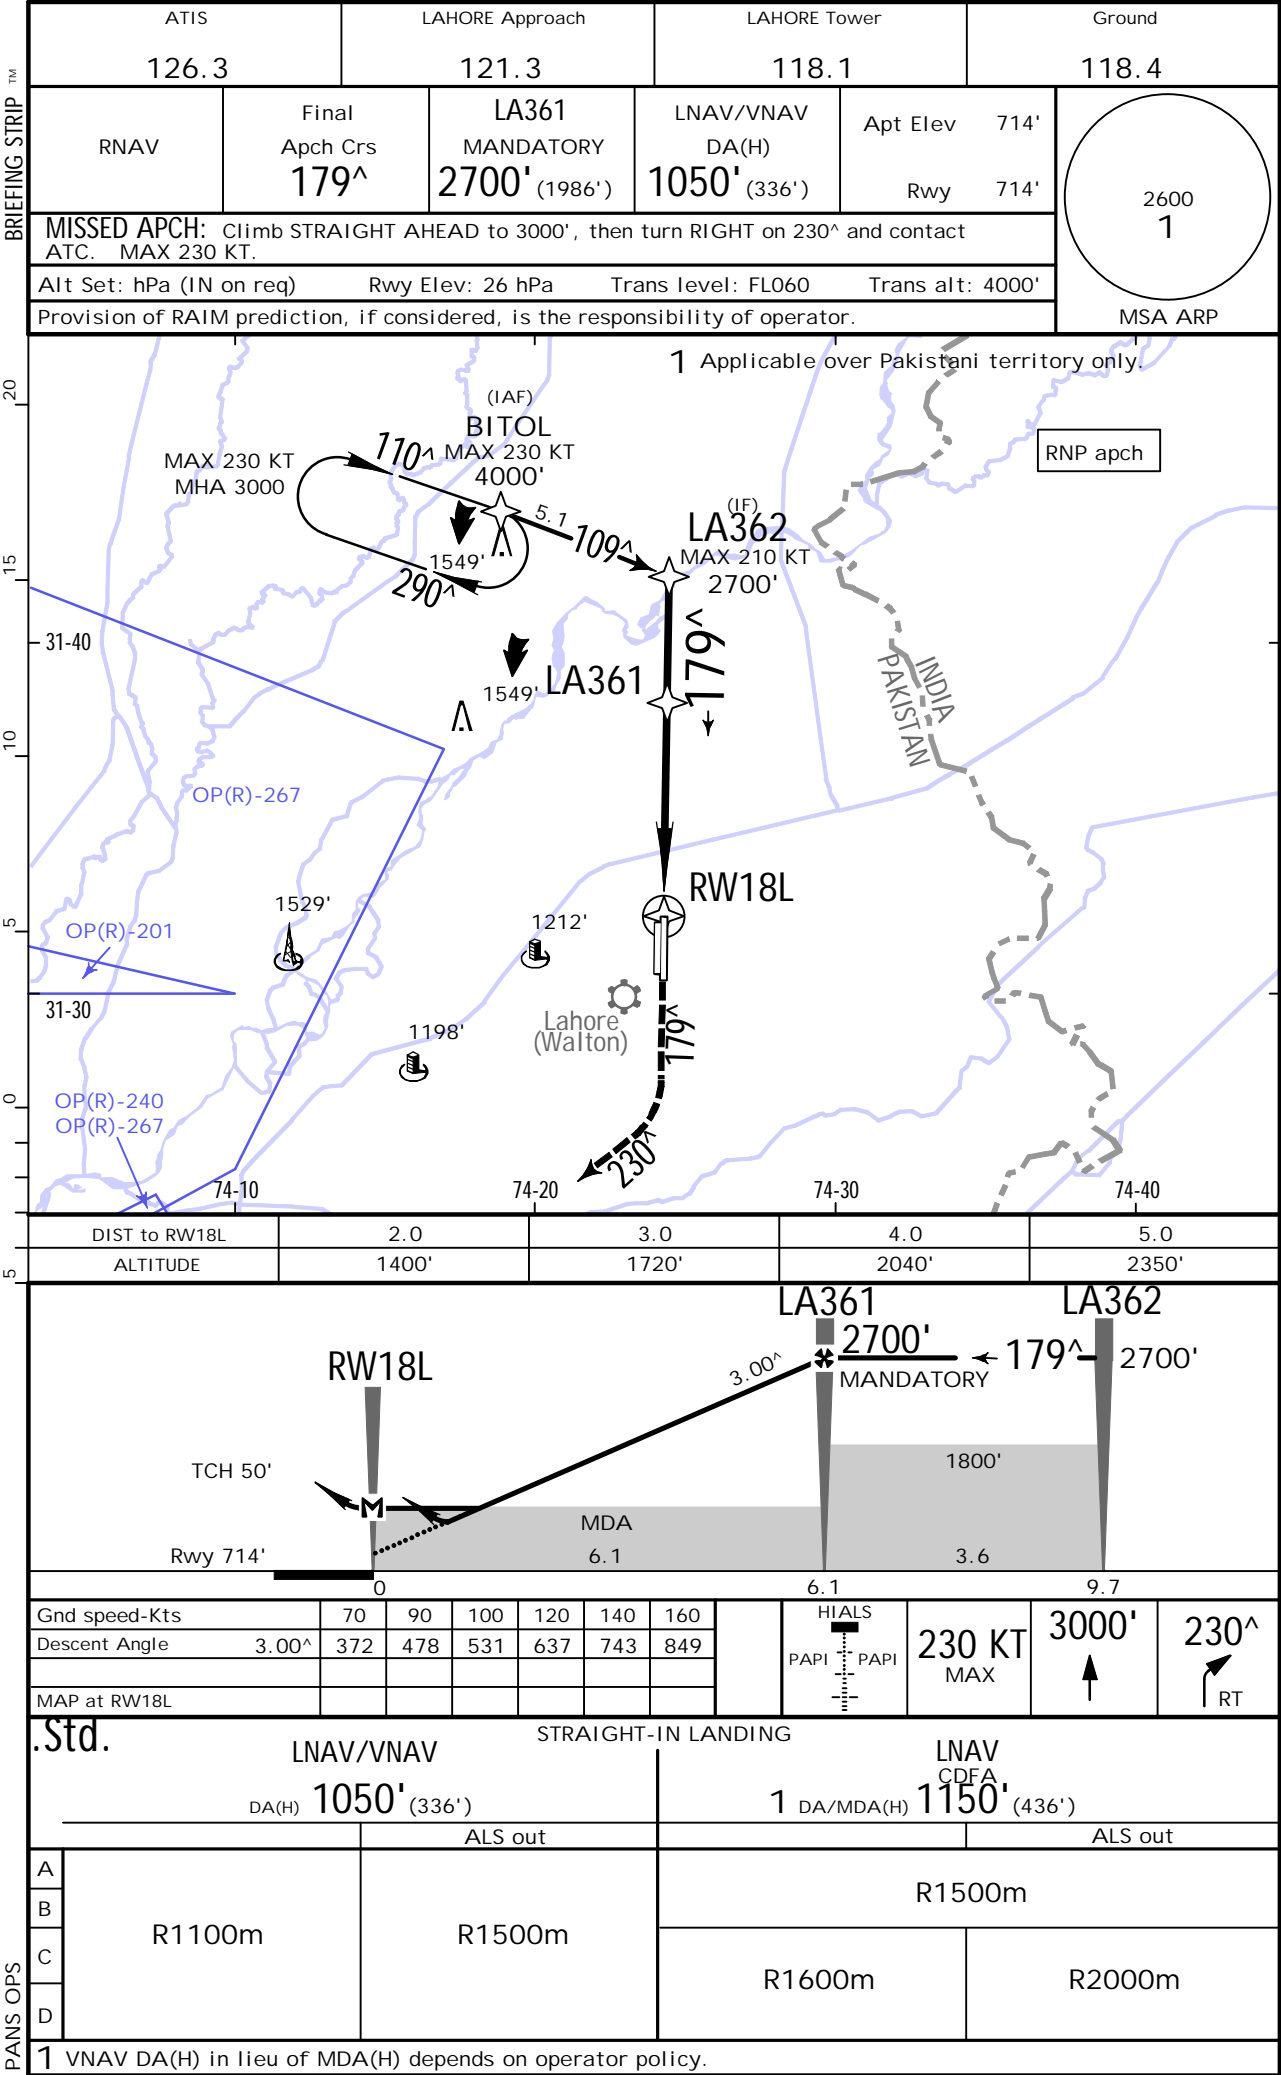 ATIS
126.3
LAHORE Approach
121.3
LAHORE Tower
118.1
Ground
118.4
BRIEFING STRIP TM
RNAV
Final
Apch Crs
179^
LA361
MANDATORY
2700' (1986')
LNAV/VNAV
DA(H)
1050' (336')
Apt Elev 714'
Rwy 714'
2600
1
MSA ARP
MISSED APCH: Climb STRAIGHT AHEAD to 3000', then turn RIGHT on 230^ and contact
ATC. MAX 230 KT.
Alt Set: hPa (IN on req) Rwy Elev: 26 hPa Trans level: FL060 Trans alt: 4000'
Provision of RAIM prediction, if considered, is the responsibility of operator.
1 Applicable over Pakistani territory only.
RNP apch
(IAF)
BITOL
MAX 230 KT
4000'
110^
MAX 230 KT
MHA 3000
5.1
109^
(IF)
LA362
MAX 210 KT
2700'
1549'
290^
179^
1549'
LA361
INDIA
PAKISTAN
20
15
10
5
0
5
31-40
31-30
OP(R)-267
OP(R)-201
1529'
1212'
RW18L
Lahore
(Walton)
1198'
179^
230^
OP(R)-240
OP(R)-267
74-10
74-20
74-30
74-40
DIST to RW18L 2.0 3.0 4.0 5.0
ALTITUDE 1400' 1720' 2040' 2350'
LA361
LA362
RW18L
2700'
MANDATORY
179^
2700'
3.00^
TCH 50'
1800'
MDA
Rwy 714'
6.1
3.6
0
6.1
9.7
Gnd speed-Kts 70 90 100 120 140 160
Descent Angle 3.00^ 372 478 531 637 743 849
MAP at RW18L
HIALS
PAPI PAPI
230 KT
MAX
3000'
230^
RT
.Std.
STRAIGHT-IN LANDING
LNAV/VNAV
DA(H) 1050' (336')
LNAV
CDFA
1 DA/MDA(H) 1150' (436')
ALS out
ALS out
A
B
C
D
R1100m
R1500m
R1500m
R1600m
R2000m
PANS OPS
1 VNAV DA(H) in lieu of MDA(H) depends on operator policy.